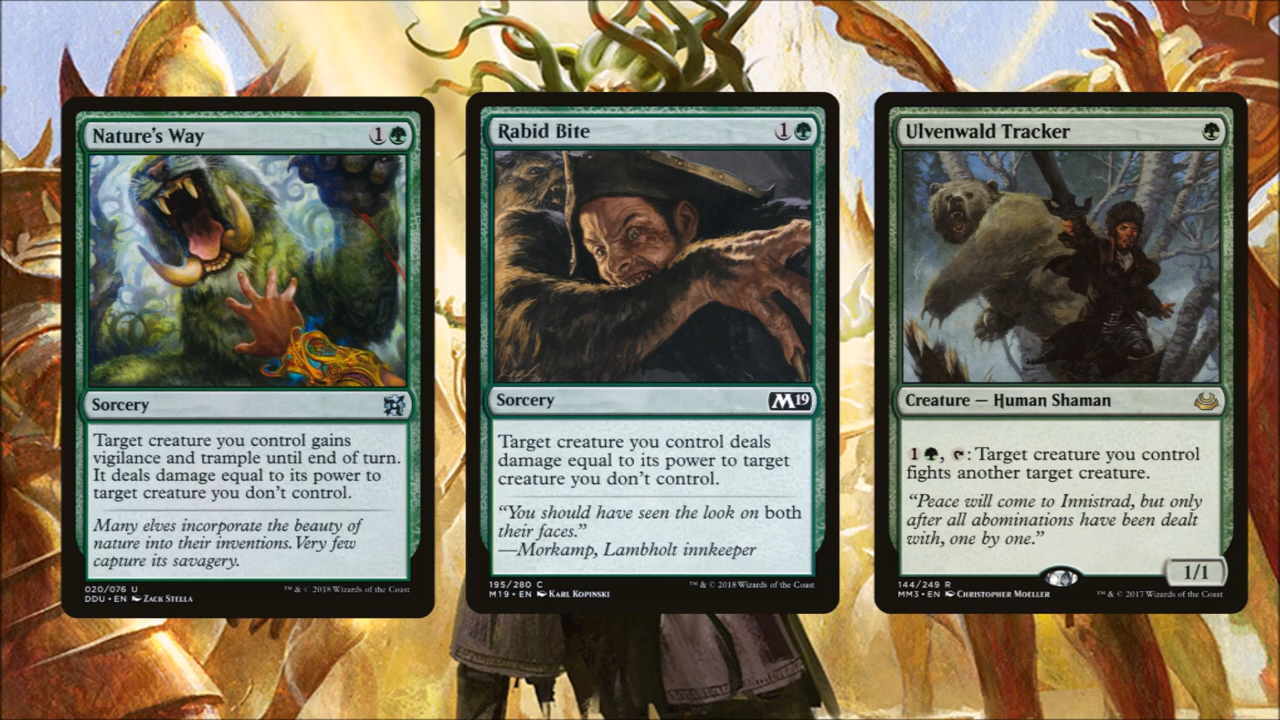 Nature's Way 1
Sorcery
Target creature you control gains
vigilance and trample until end of turn.
It deals damage equal to its power to
target creature you don't control.
Many elves incorporate the beauty of
nature into their inventions. Very few
capture its savagery.
020/076 U
DDU • EN ZACK STELLA
™ & © 2018 Wizards of the Coast
Rabid Bite 1
Sorcery M19
Target creature you control deals
damage equal to its power to target
creature you don't control.
"You should have seen the look on both
their faces."
—Morkamp, Lambholt innkeeper
195/280 C
M19 • EN KARL KOPINSKI
™ & © 2018 Wizards of the Coast
Ulvenwald Tracker
Creature — Human Shaman
1 , : Target creature you control
fights another target creature.
"Peace will come to Innistrad, but only
after all abominations have been dealt
with, one by one."
1/1
144/249 R
MM3 • EN CHRISTOPHER MOELLER
™ & © 2017 Wizards of the Coast